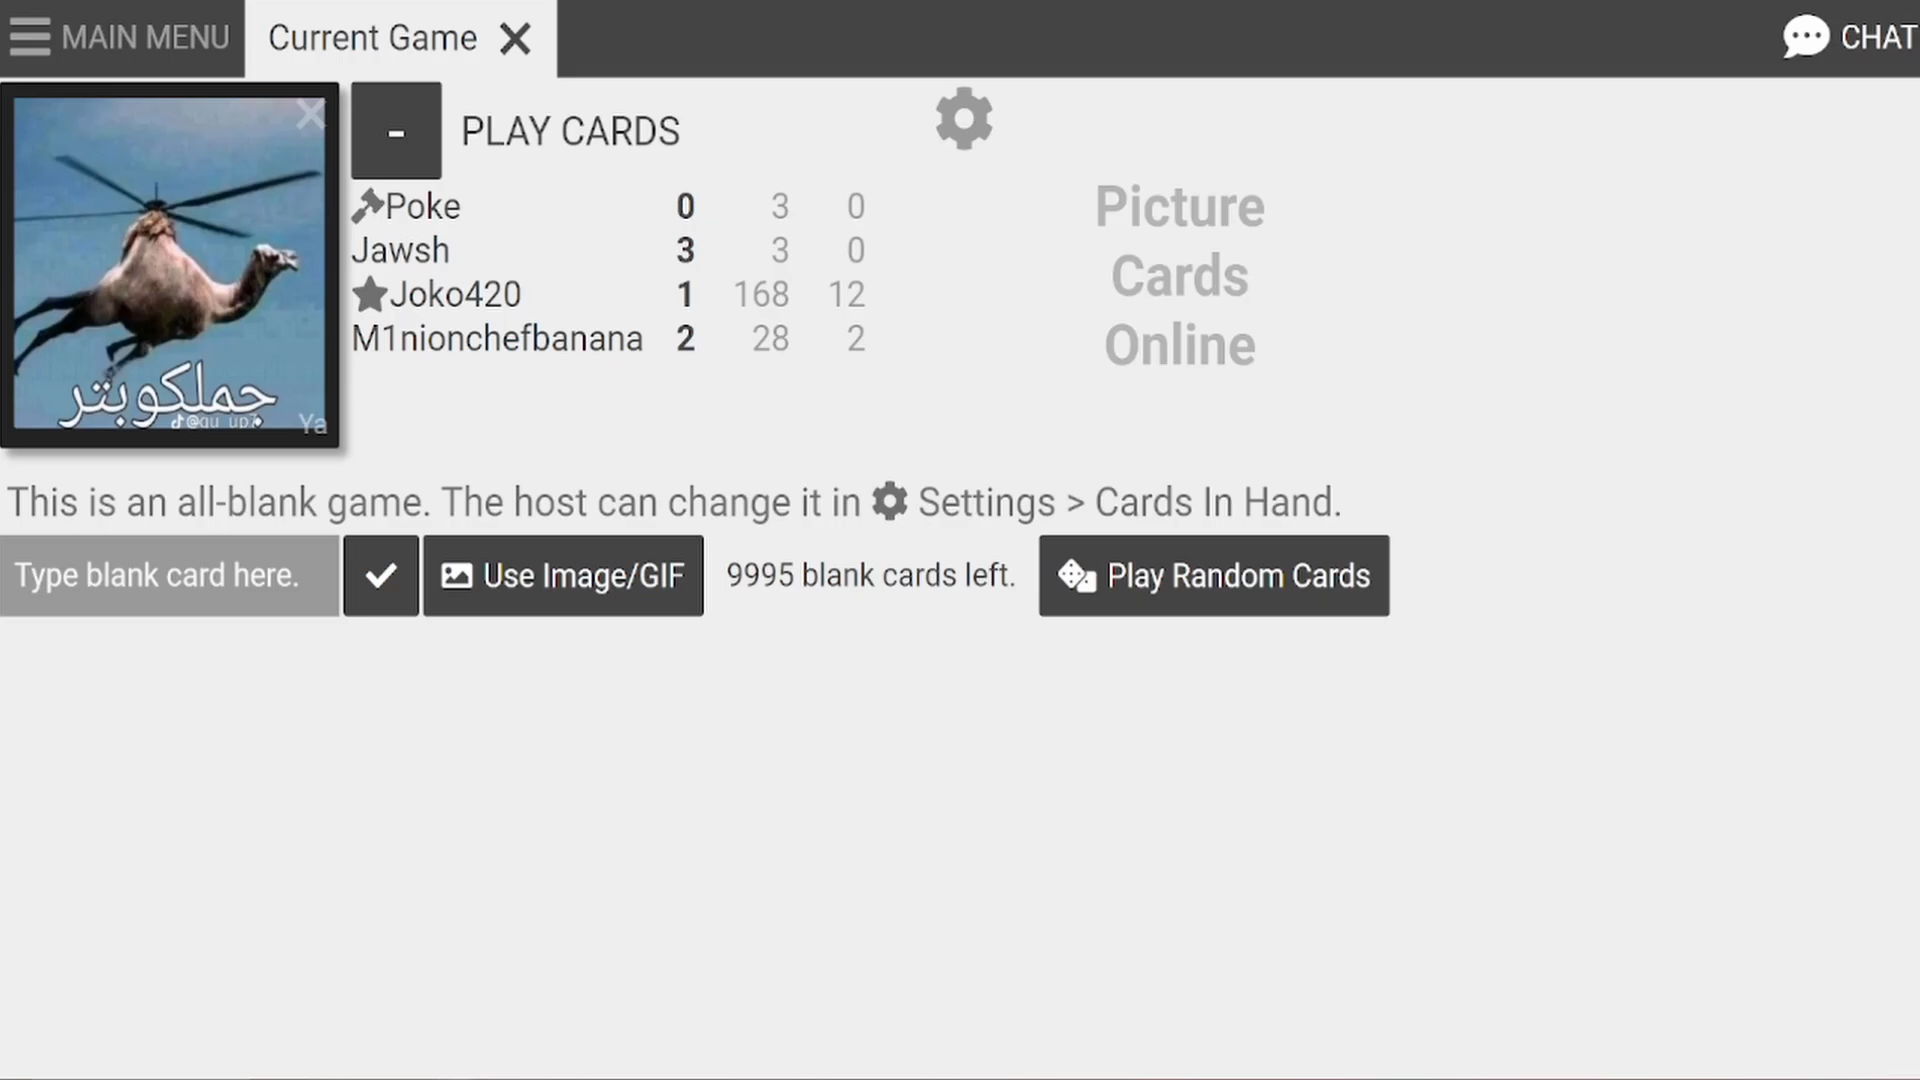 MAIN MENU
Current Game
CHAT
-
PLAY CARDS
Poke 0 3 0
Jawsh 3 3 0
Joko420 1 168 12
M1nionchefbanana 2 28 2
Picture
Cards
Online
جملكوبتر
Ya
This is an all-blank game. The host can change it in Settings > Cards In Hand.
Type blank card here.
Use Image/GIF
9995 blank cards left.
Play Random Cards